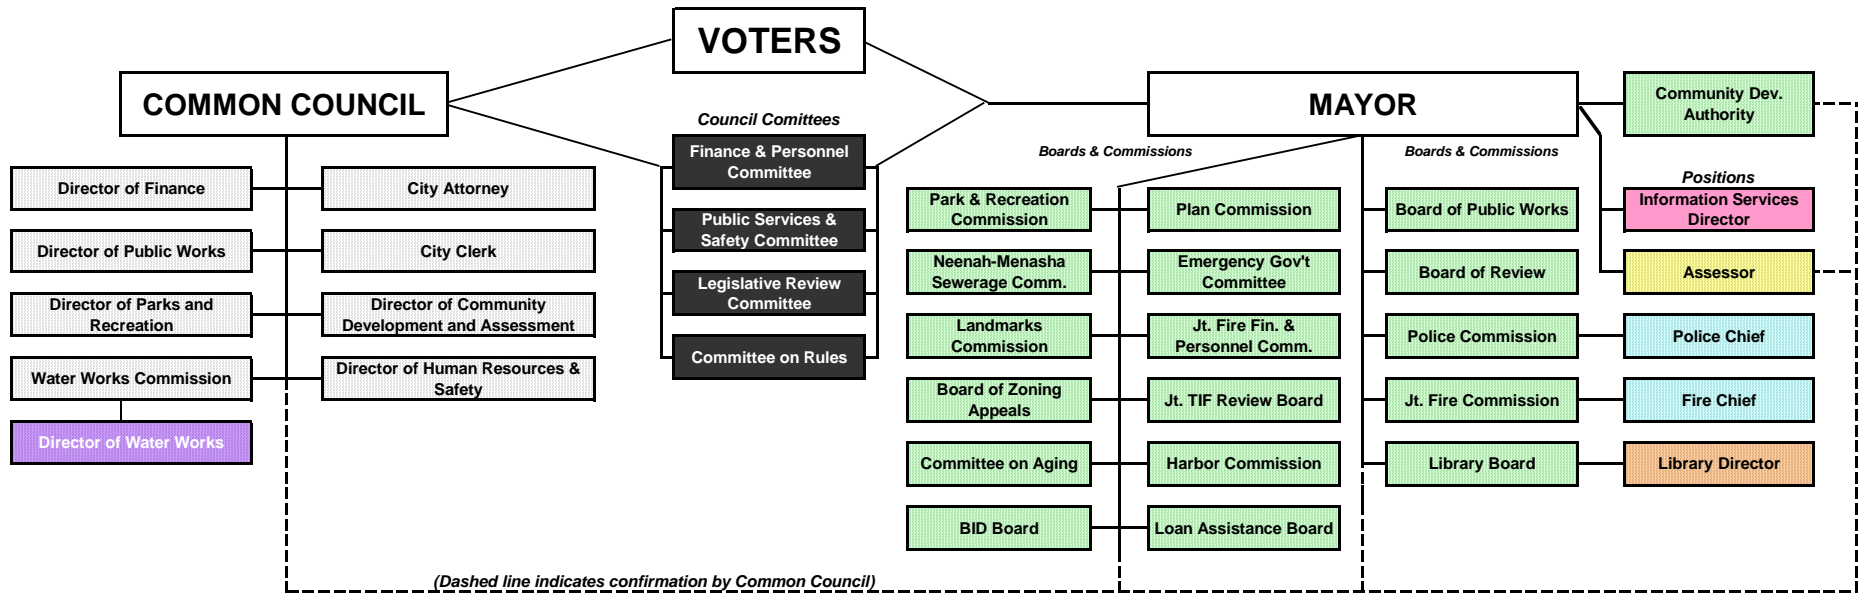 VOTERS
COMMON COUNCIL
MAYOR
Community Dev.
Authority
Council Comittees
Boards & Commissions
Boards & Commissions
Positions
Director of Finance
City Attorney
Director of Public Works
City Clerk
Director of Parks and
Recreation
Director of Community
Development and Assessment
Water Works Commission
Director of Human Resources &
Safety
Director of Water Works
Finance & Personnel
Committee
Public Services &
Safety Committee
Legislative Review
Committee
Committee on Rules
Park & Recreation
Commission
Plan Commission
Neenah-Menasha
Sewerage Comm.
Emergency Gov't
Committee
Landmarks
Commission
Jt. Fire Fin. &
Personnel Comm.
Board of Zoning
Appeals
Jt. TIF Review Board
Committee on Aging
Harbor Commission
BID Board
Loan Assistance Board
Board of Public Works
Information Services
Director
Board of Review
Assessor
Police Commission
Police Chief
Jt. Fire Commission
Fire Chief
Library Board
Library Director
(Dashed line indicates confirmation by Common Council)